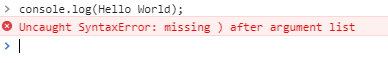 > console.log(Hello World);
Uncaught SyntaxError: missing ) after argument list
>